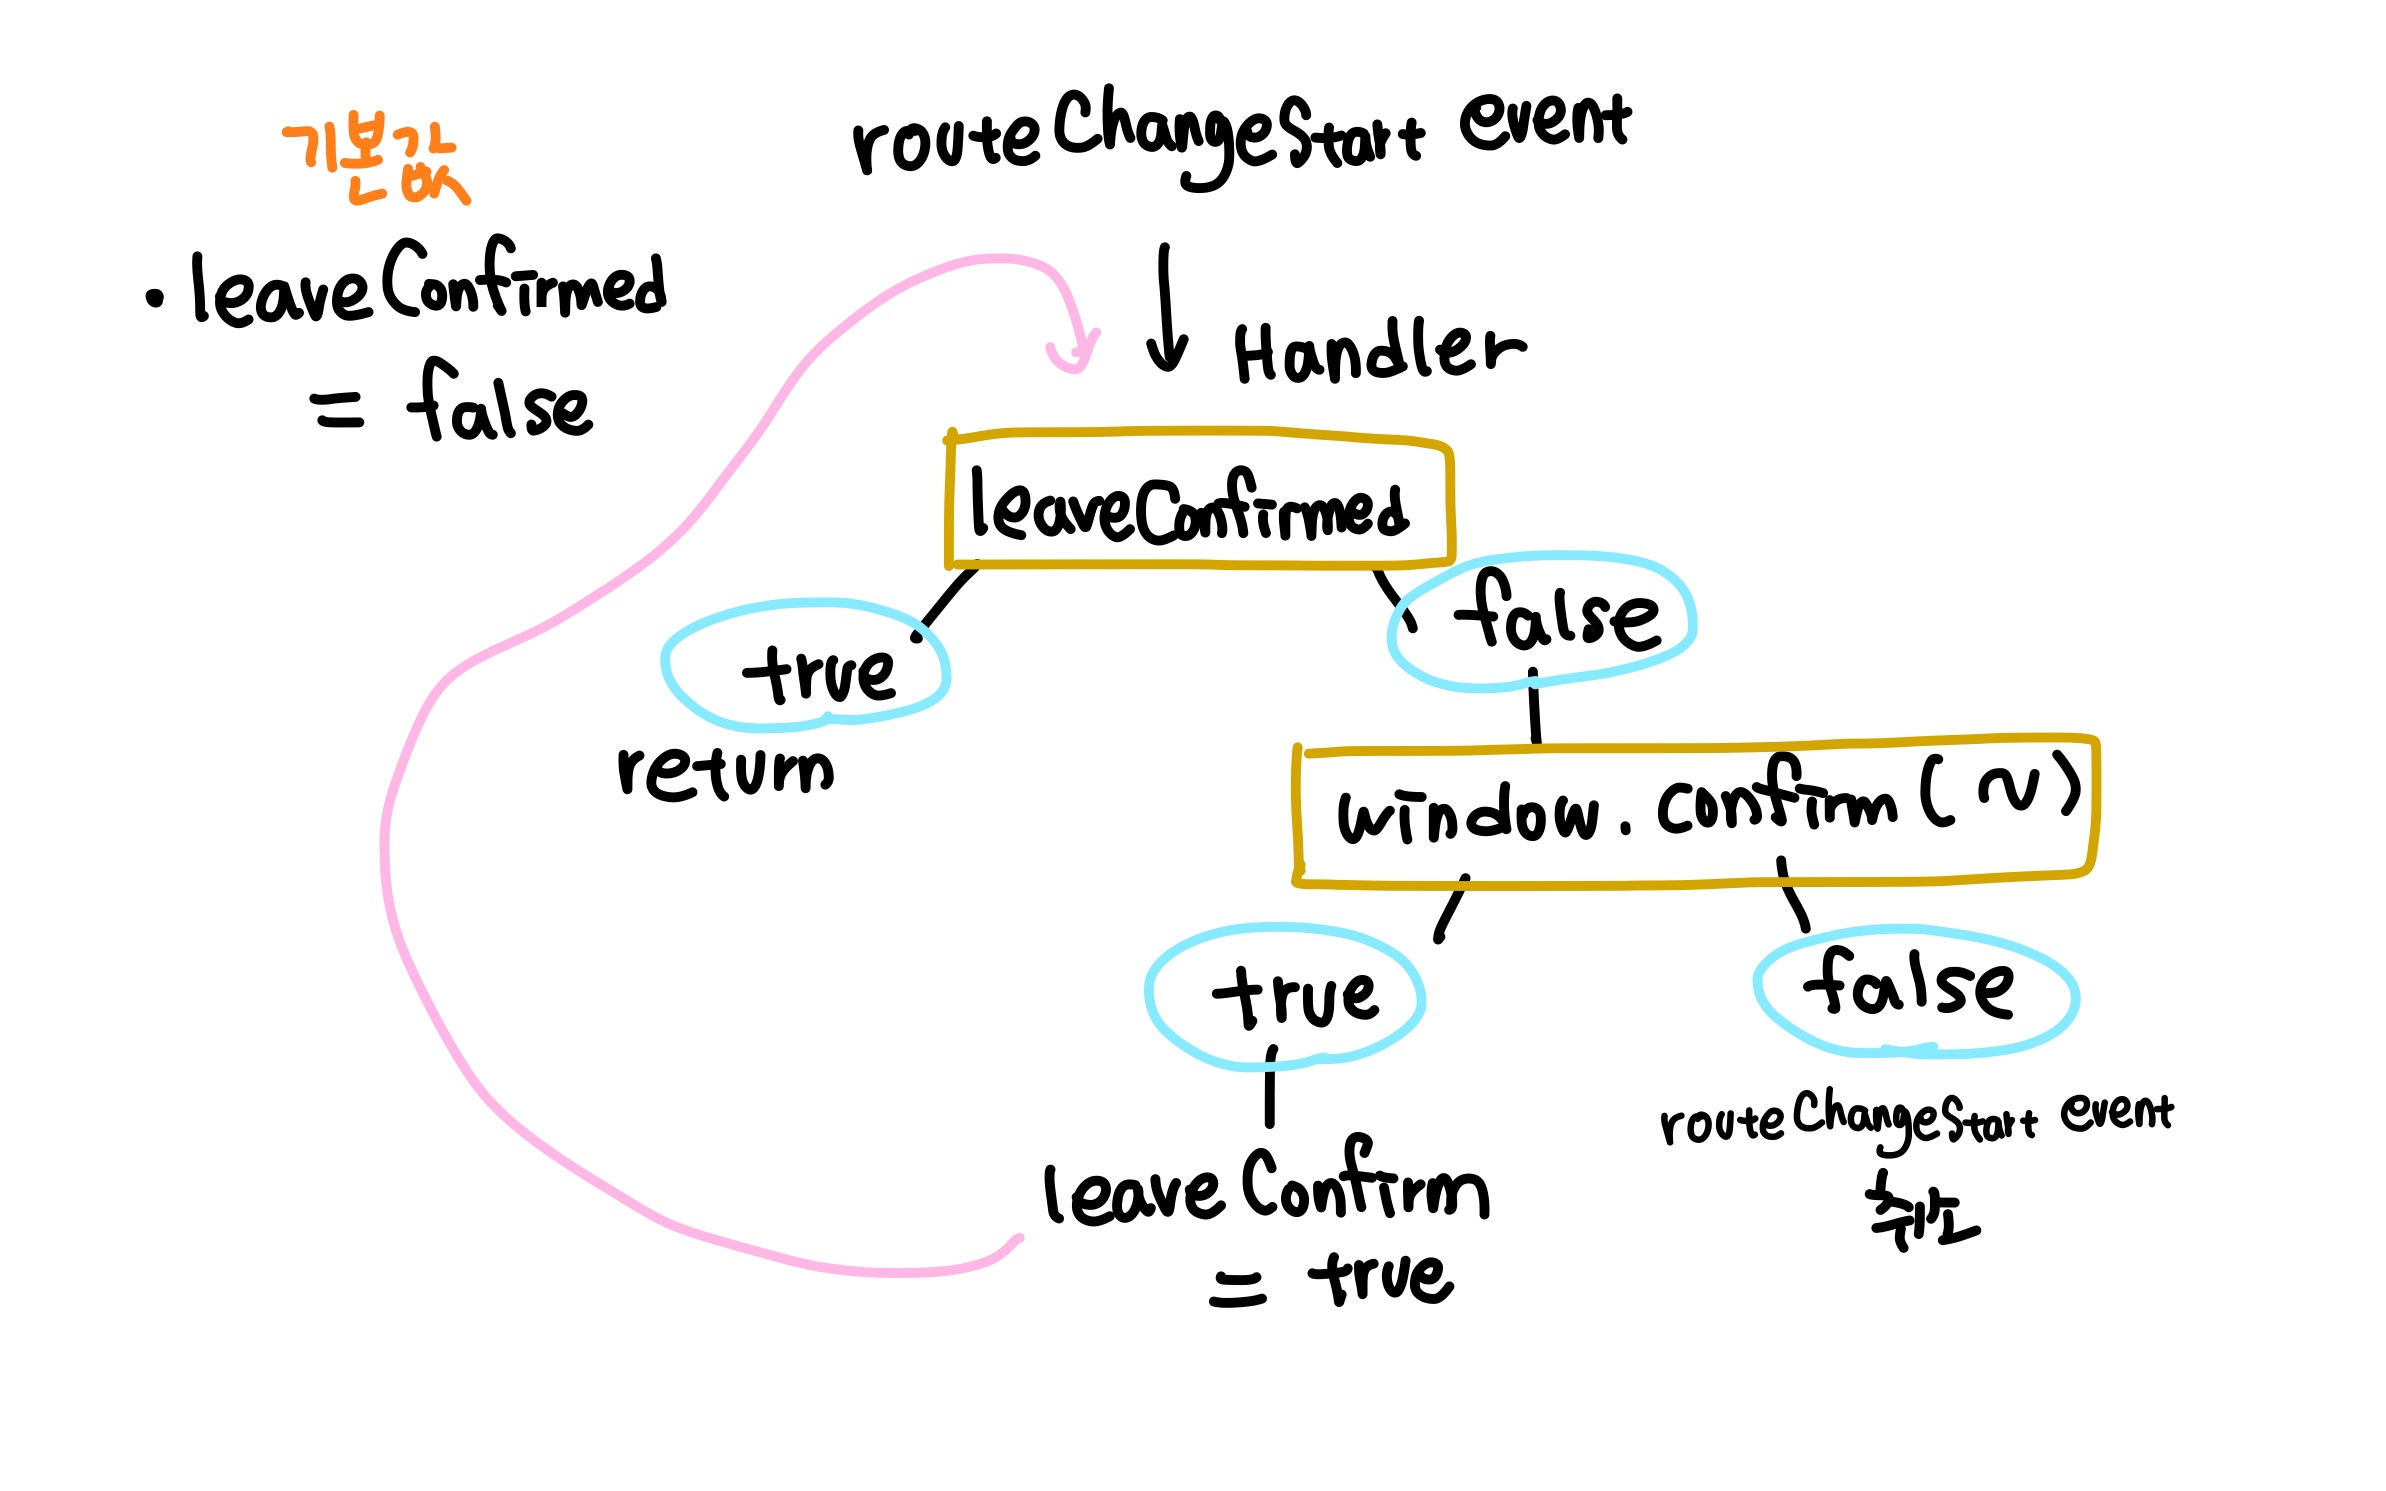 기본값
· leaveConfirmed
= false
routeChangeStart event
Handler
leaveConfirmed
true
false
return
window.confirm(~)
true
false
routeChangeStart event
취소
leaveConfirm
= true